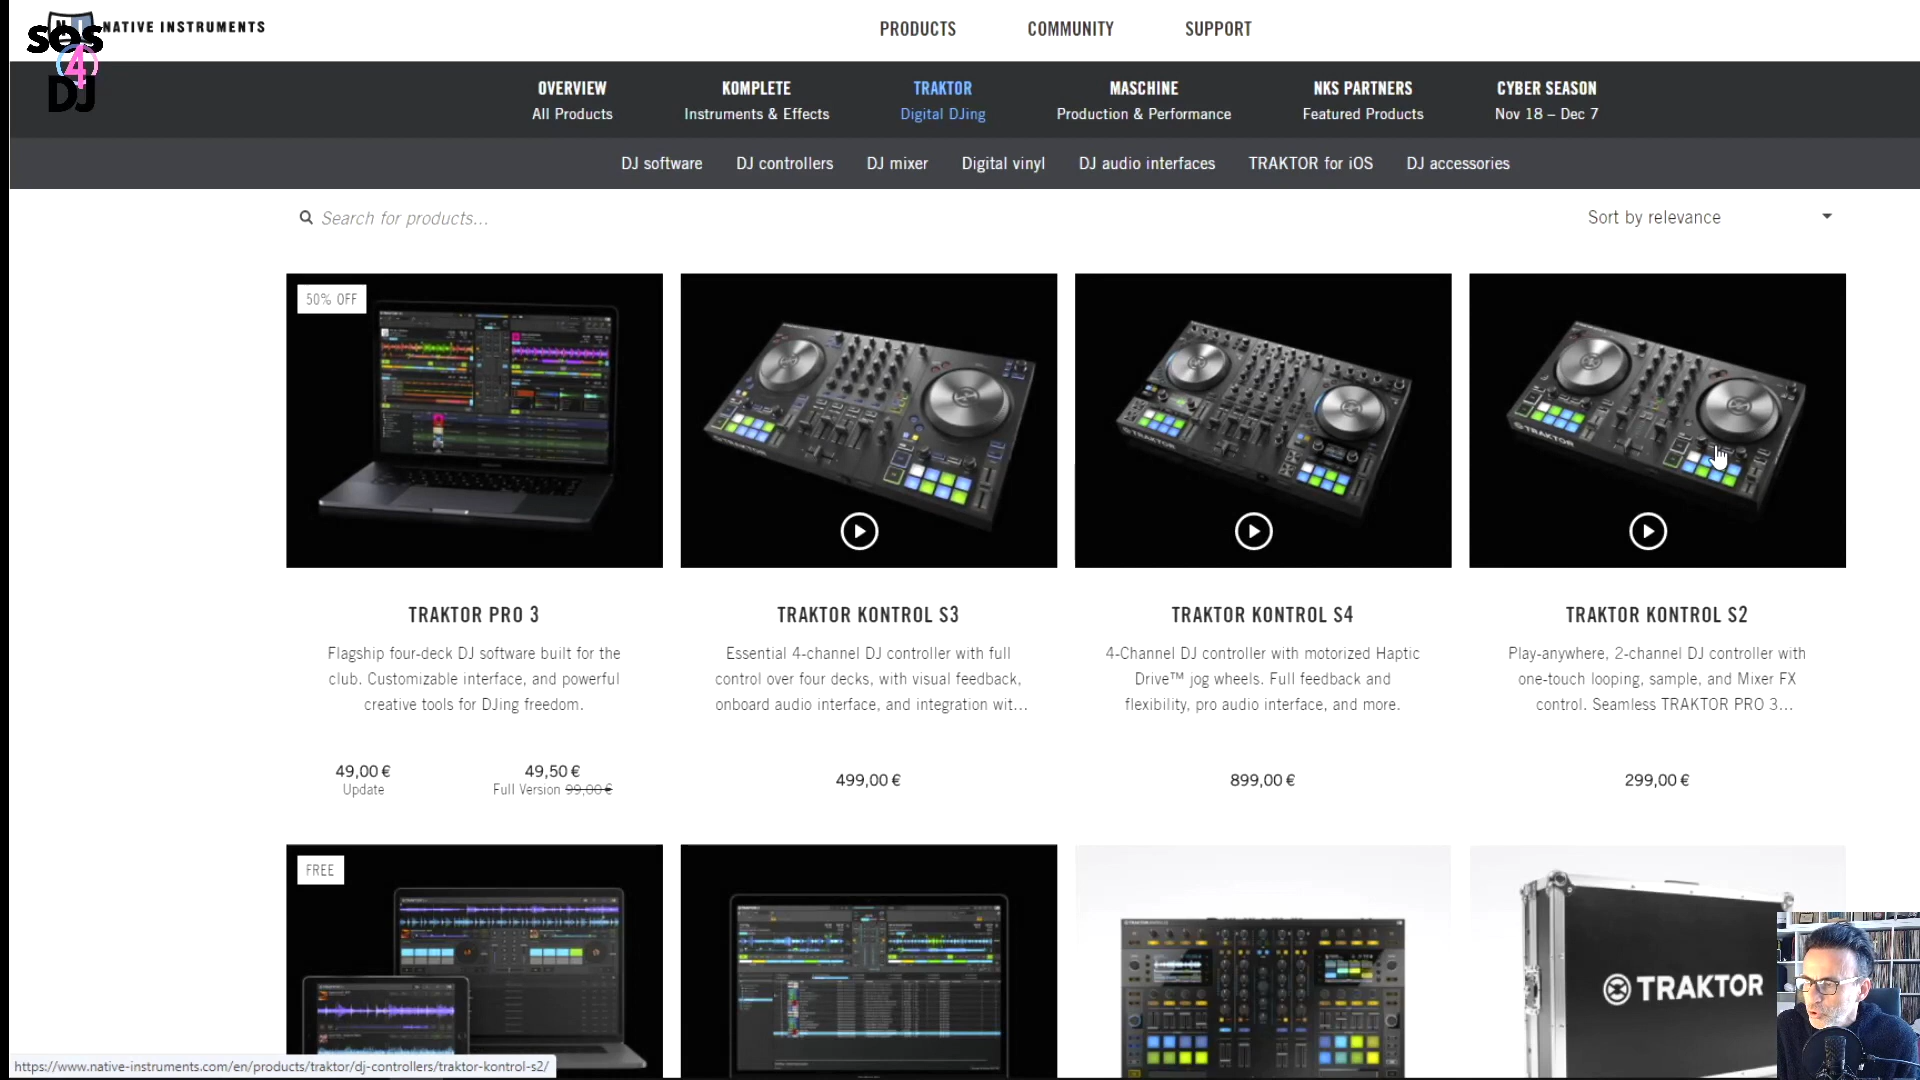 NATIVE INSTRUMENTS
SOS
4
DJ
PRODUCTS
COMMUNITY
SUPPORT
OVERVIEW
All Products
KOMPLETE
Instruments & Effects
TRAKTOR
Digital DJing
MASCHINE
Production & Performance
NKS PARTNERS
Featured Products
CYBER SEASON
Nov 18 – Dec 7
DJ software
DJ controllers
DJ mixer
Digital vinyl
DJ audio interfaces
TRAKTOR for iOS
DJ accessories
Search for products...
Sort by relevance
50% OFF
TRAKTOR
TRAKTOR
TRAKTOR
TRAKTOR PRO 3
Flagship four-deck DJ software built for the
club. Customizable interface, and powerful
creative tools for DJing freedom.
49,00 €
Update
49,50 €
Full Version 99,00 €
TRAKTOR KONTROL S3
Essential 4-channel DJ controller with full
control over four decks, with visual feedback,
onboard audio interface, and integration wit...
499,00 €
TRAKTOR KONTROL S4
4-Channel DJ controller with motorized Haptic
Drive™ jog wheels. Full feedback and
flexibility, pro audio interface, and more.
899,00 €
TRAKTOR KONTROL S2
Play-anywhere, 2-channel DJ controller with
one-touch looping, sample, and Mixer FX
control. Seamless TRAKTOR PRO 3...
299,00 €
FREE
TRAKTOR
https://www.native-instruments.com/en/products/traktor/dj-controllers/traktor-kontrol-s2/